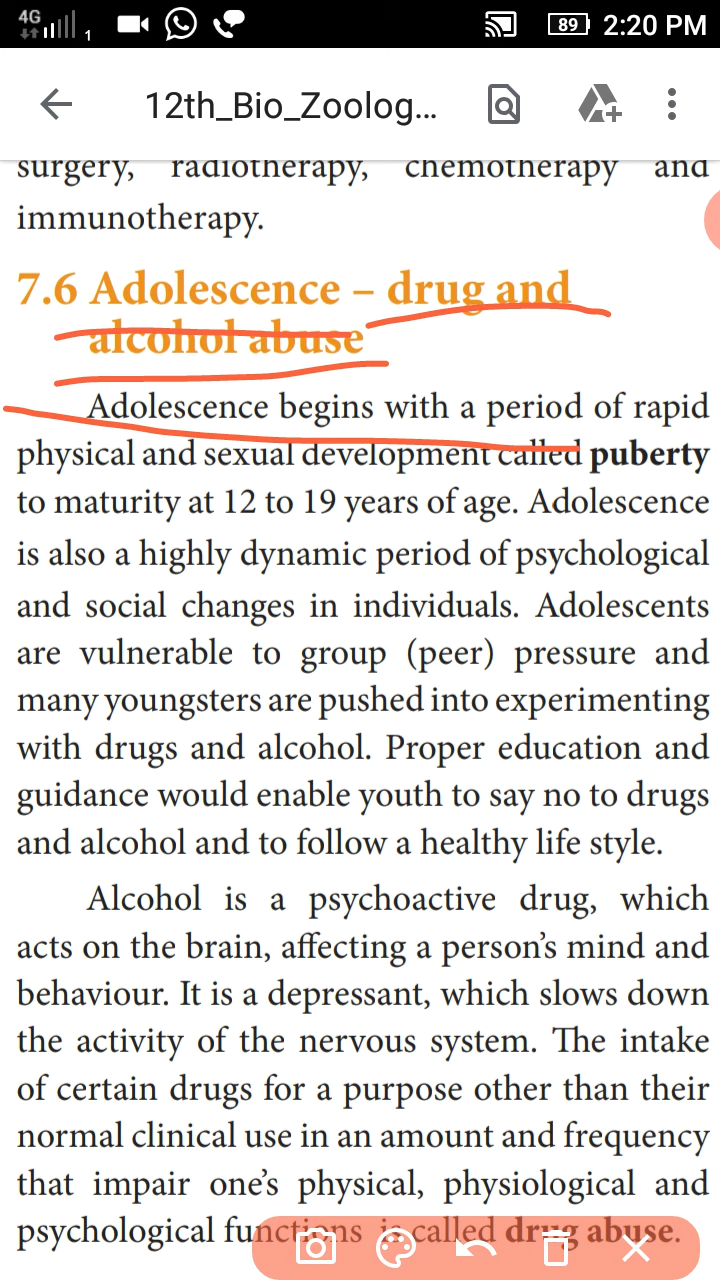 4G
1
89 2:20 PM
12th_Bio_Zoolog...
surgery, radiotherapy, chemotherapy and
immunotherapy.
7.6 Adolescence – drug and
alcohol abuse
Adolescence begins with a period of rapid
physical and sexual development called puberty
to maturity at 12 to 19 years of age. Adolescence
is also a highly dynamic period of psychological
and social changes in individuals. Adolescents
are vulnerable to group (peer) pressure and
many youngsters are pushed into experimenting
with drugs and alcohol. Proper education and
guidance would enable youth to say no to drugs
and alcohol and to follow a healthy life style.
Alcohol is a psychoactive drug, which
acts on the brain, affecting a person’s mind and
behaviour. It is a depressant, which slows down
the activity of the nervous system. The intake
of certain drugs for a purpose other than their
normal clinical use in an amount and frequency
that impair one’s physical, physiological and
psychological functions is called drug abuse.